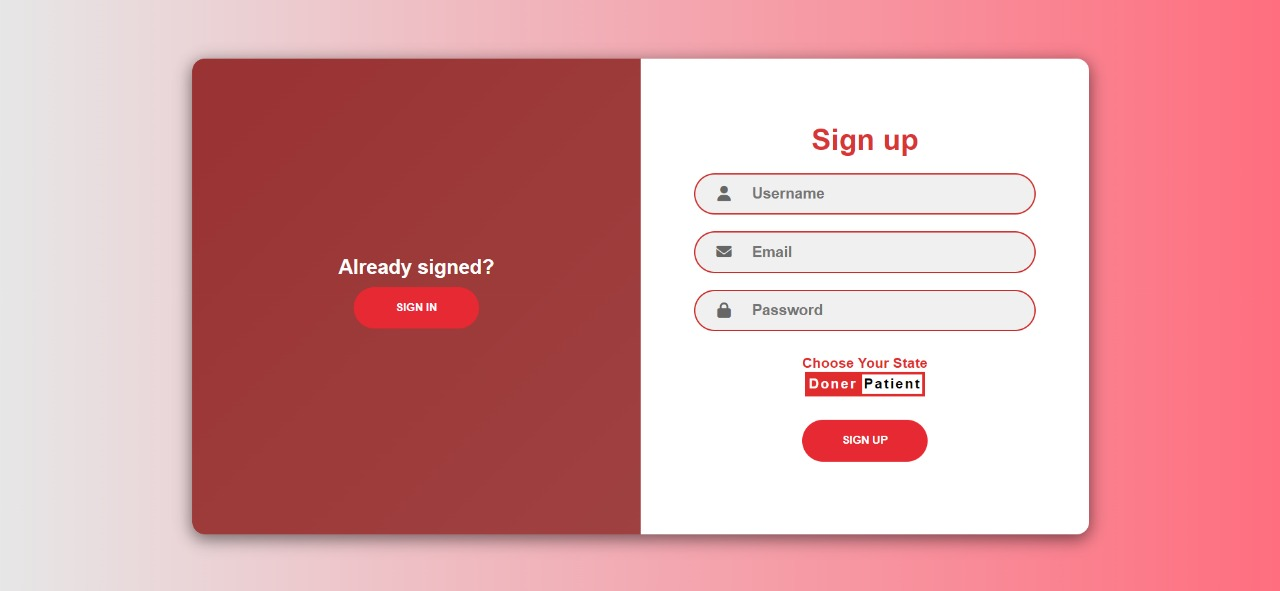 Already signed?
SIGN IN
Sign up
Username
Email
Password
Choose Your State
Doner Patient
SIGN UP